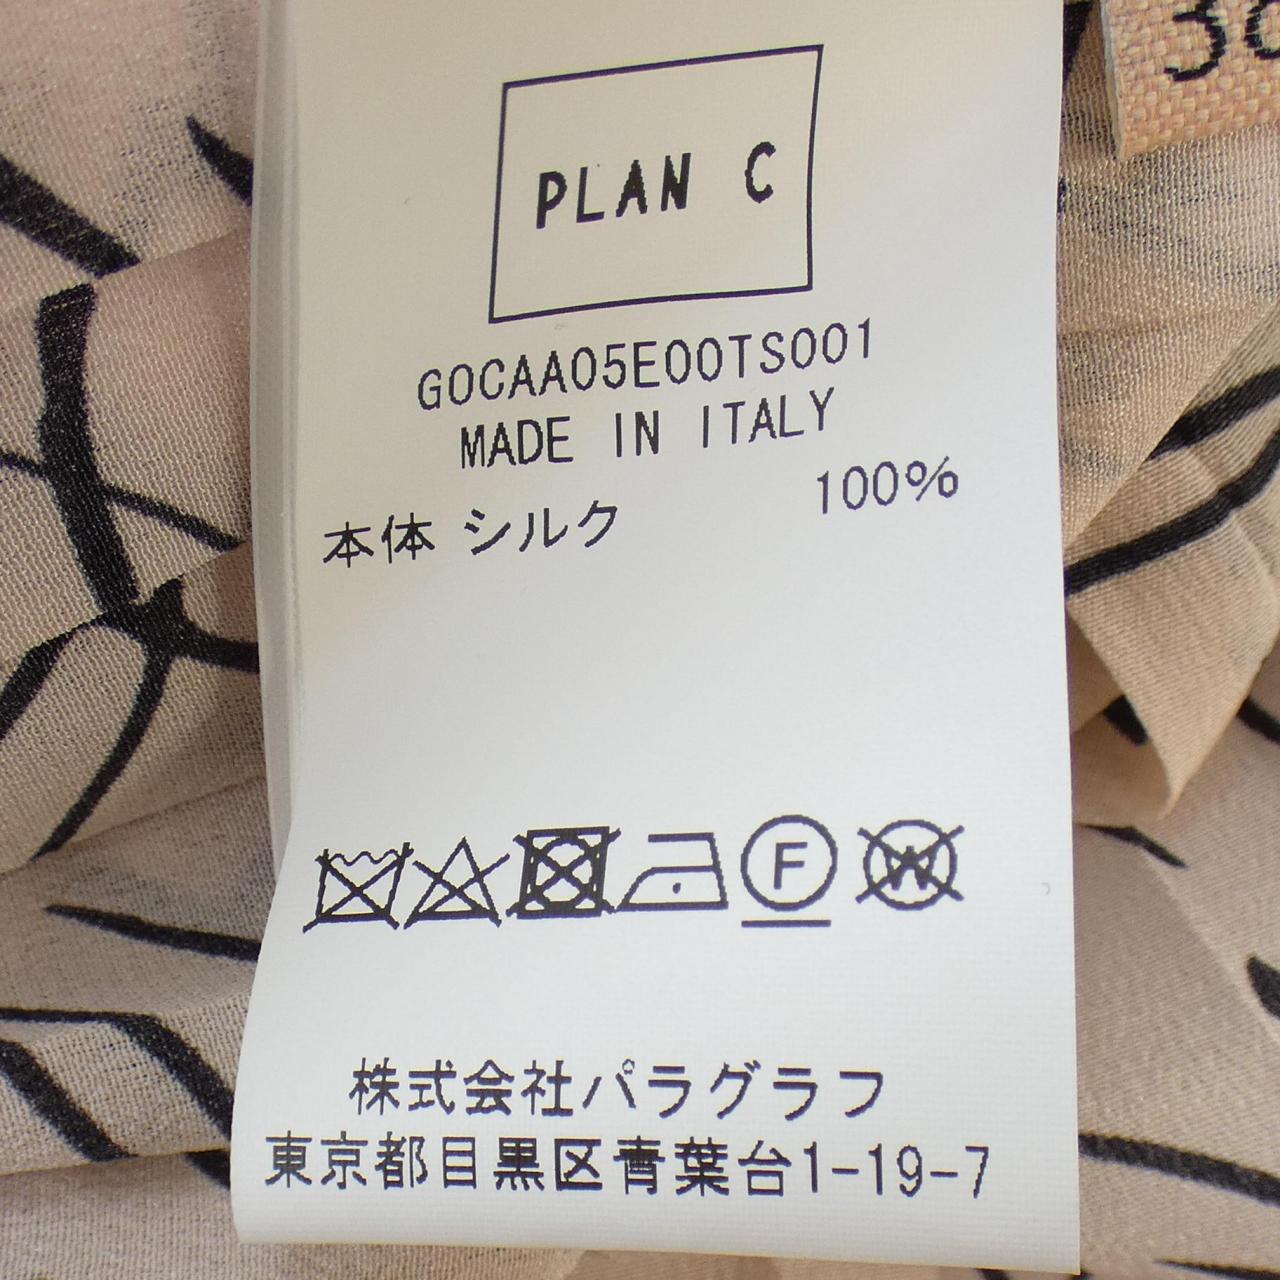 PLAN C
GOCAA05E00TS001
MADE IN ITALY
本体 シルク 100%
F
W
株式会社パラグラフ
東京都目黒区青葉台1-19-7